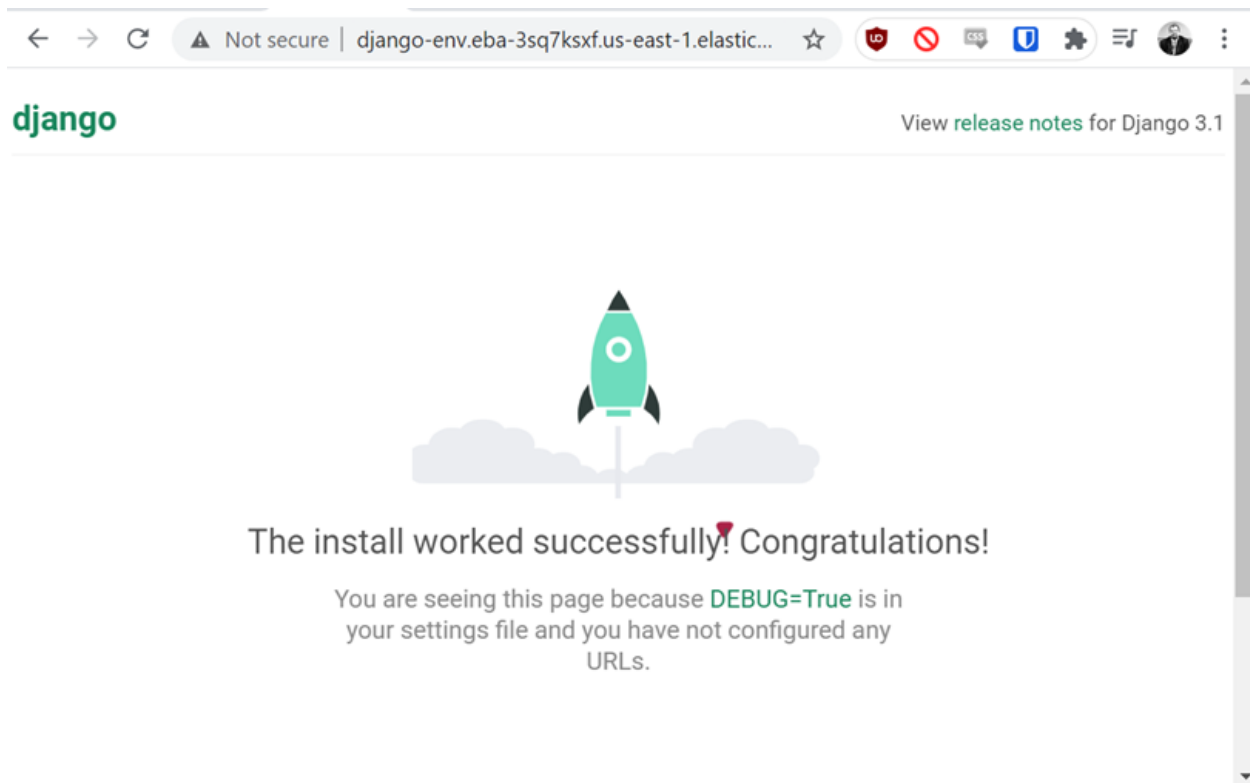 Not secure | django-env.eba-3sq7ksxf.us-east-1.elastic...
CSS
django
View release notes for Django 3.1
The install worked successfully! Congratulations!
You are seeing this page because DEBUG=True is in
your settings file and you have not configured any
URLs.